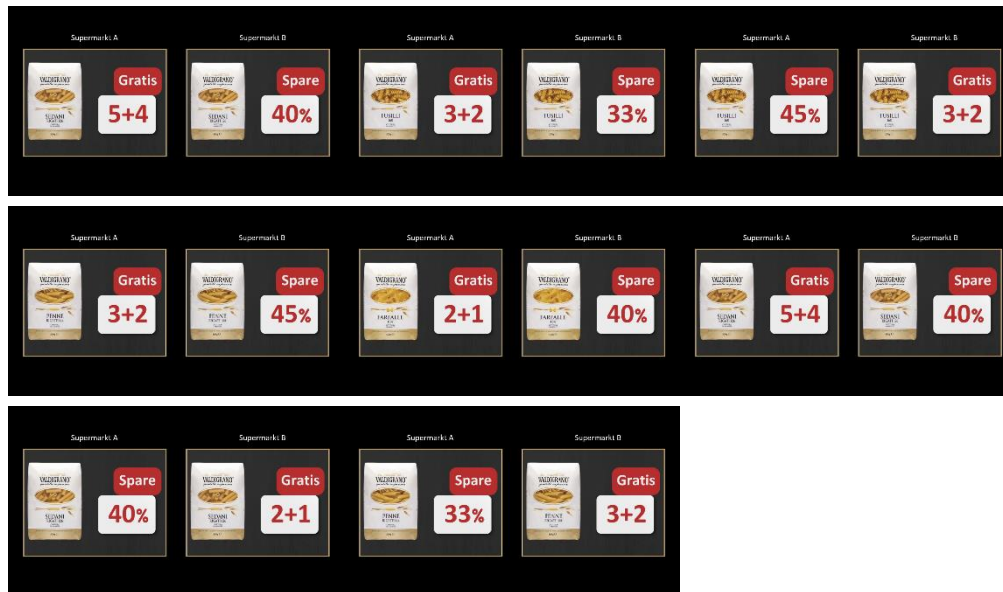 Supermarkt A
Supermarkt B
Supermarkt A
Supermarkt B
Supermarkt A
Supermarkt B
VALDIGRANO
SEDANI
Gratis
5+4
VALDIGRANO
SEDANI
Spare
40%
VALDIGRANO
FUSILLI
Gratis
3+2
VALDIGRANO
FUSILLI
Spare
33%
VALDIGRANO
FUSILLI
Spare
45%
VALDIGRANO
FUSILLI
Gratis
3+2
Supermarkt A
Supermarkt B
Supermarkt A
Supermarkt B
Supermarkt A
Supermarkt B
VALDIGRANO
PENNE
Gratis
3+2
VALDIGRANO
PENNE
Spare
45%
VALDIGRANO
FARFALLE
Gratis
2+1
VALDIGRANO
FARFALLE
Spare
40%
VALDIGRANO
SEDANI
Gratis
5+4
VALDIGRANO
SEDANI
Spare
40%
Supermarkt A
Supermarkt B
Supermarkt A
Supermarkt B
VALDIGRANO
SEDANI
Spare
40%
VALDIGRANO
SEDANI
Gratis
2+1
VALDIGRANO
PENNE
Spare
33%
VALDIGRANO
PENNE
Gratis
3+2